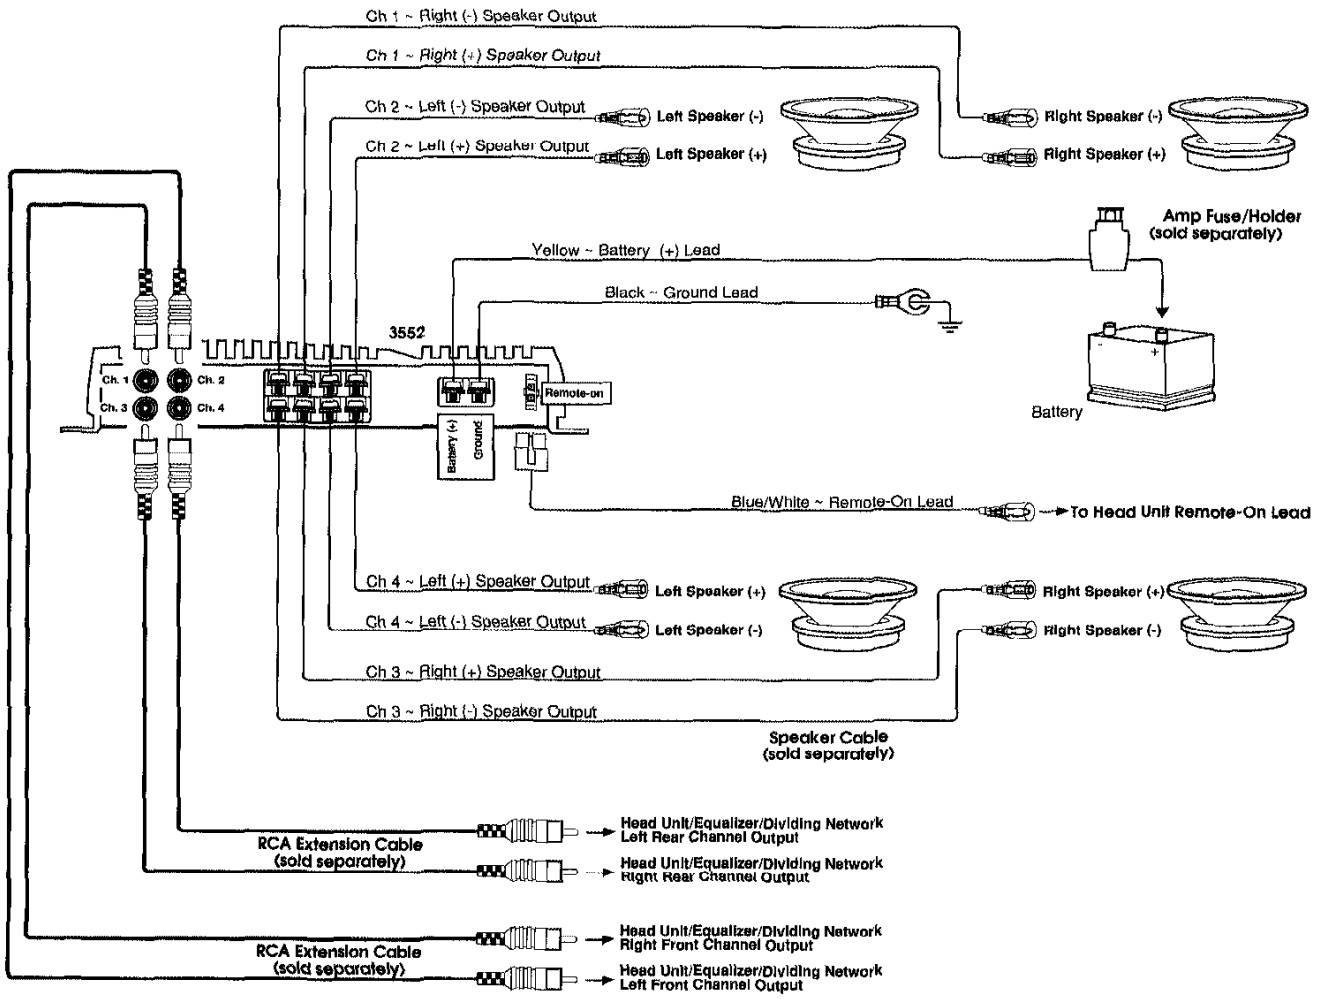 Ch 1 ~ Right (-) Speaker Output
Ch 1 ~ Right (+) Speaker Output
Ch 2 ~ Left (-) Speaker Output
Left Speaker (-)
Right Speaker (-)
Ch 2 ~ Left (+) Speaker Output
Left Speaker (+)
Right Speaker (+)
Amp Fuse/Holder
(sold separately)
Yellow ~ Battery (+) Lead
Black ~ Ground Lead
3552
Ch. 1
Ch. 2
Ch. 3
Ch. 4
Remote-on
- +
Battery
Battery (+)
Ground
Blue/White ~ Remote-On Lead
To Head Unit Remote-On Lead
Ch 4 ~ Left (+) Speaker Output
Left Speaker (+)
Right Speaker (+)
Ch 4 ~ Left (-) Speaker Output
Left Speaker (-)
Right Speaker (-)
Ch 3 ~ Right (+) Speaker Output
Ch 3 ~ Right (-) Speaker Output
Speaker Cable
(sold separately)
Head Unit/Equalizer/Dividing Network
Left Rear Channel Output
RCA Extension Cable
(sold separately)
Head Unit/Equalizer/Dividing Network
Right Rear Channel Output
Head Unit/Equalizer/Dividing Network
Right Front Channel Output
RCA Extension Cable
(sold separately)
Head Unit/Equalizer/Dividing Network
Left Front Channel Output